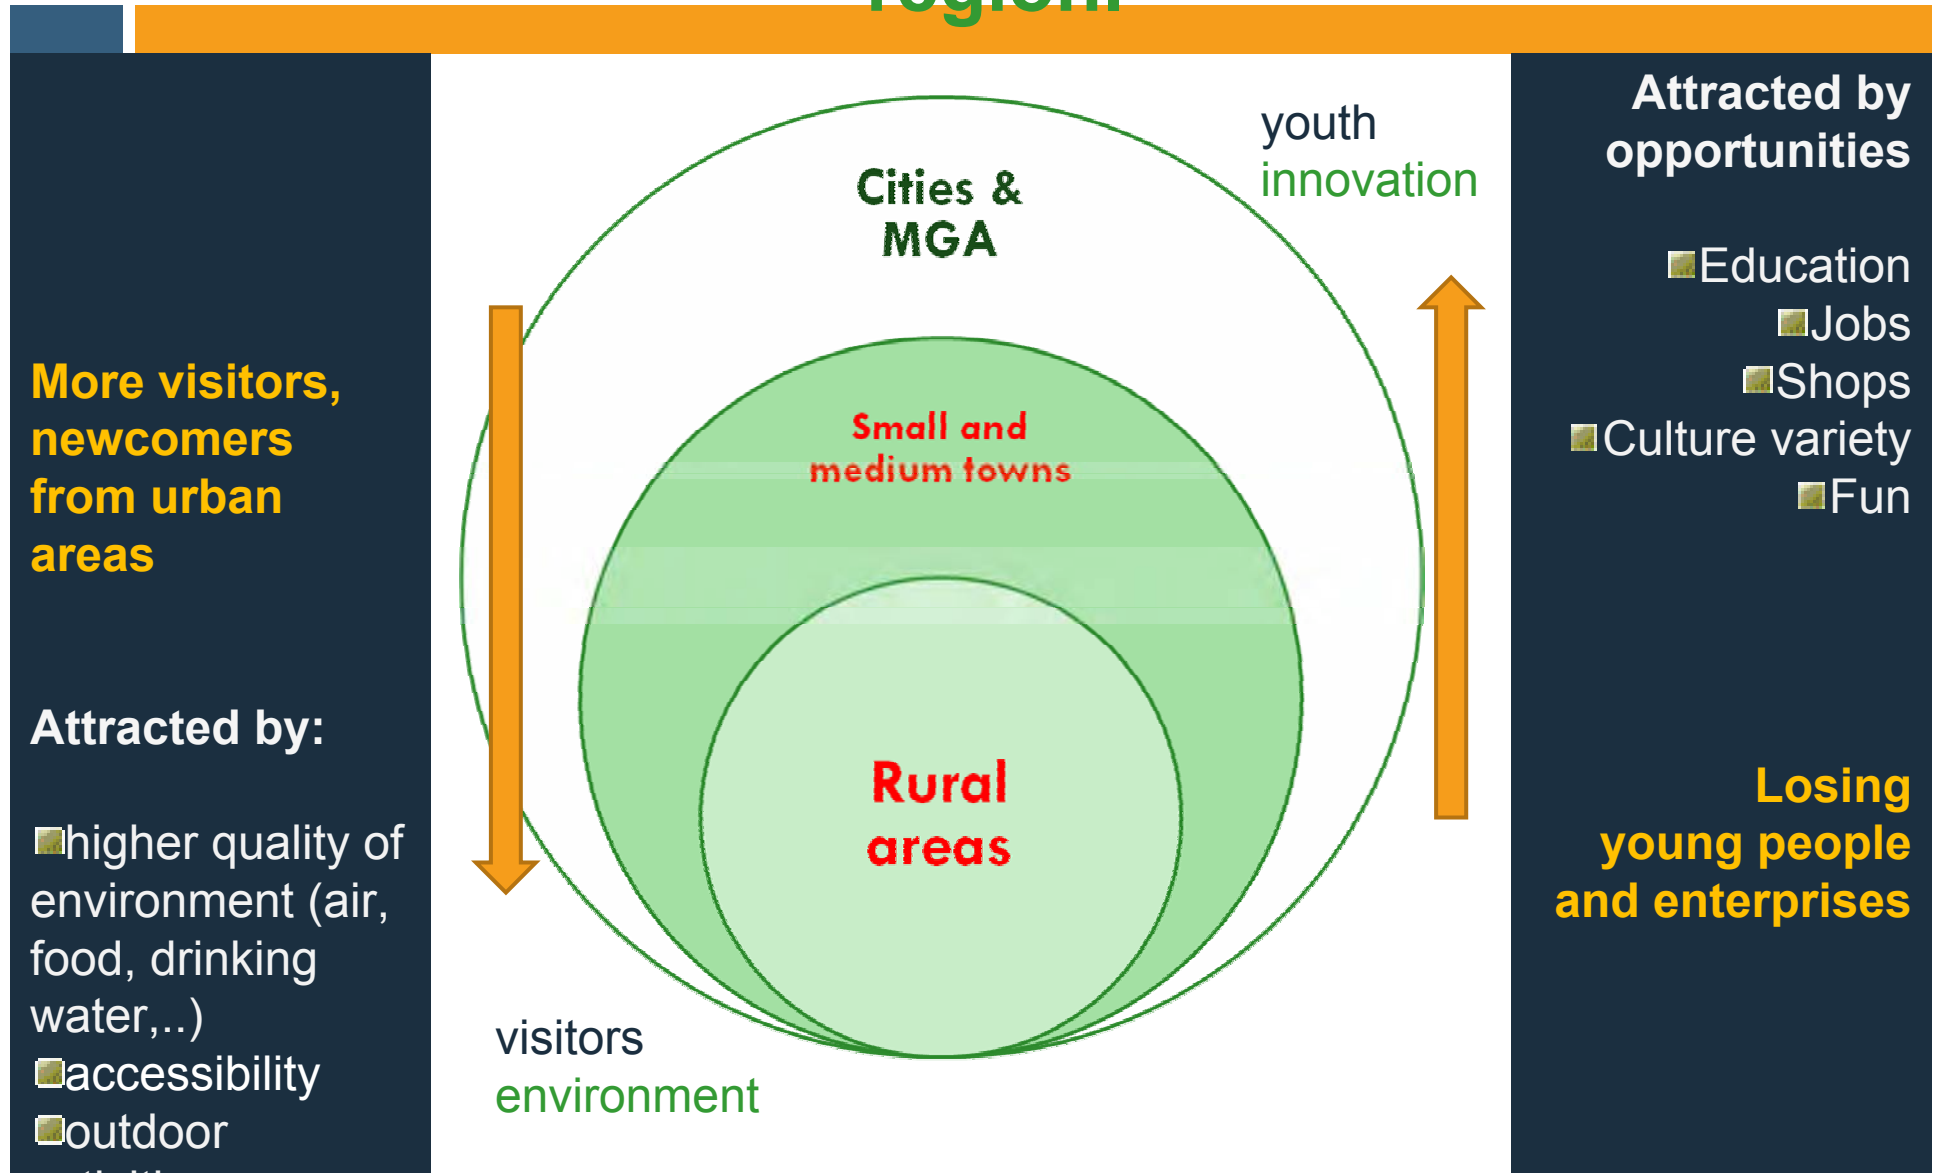 region.
More visitors,
newcomers
from urban
areas
Attracted by:
higher quality of
environment (air,
food, drinking
water,..)
accessibility
outdoor
Cities &
MGA
Small and
medium towns
Rural
areas
youth
innovation
visitors
environment
Attracted by
opportunities
Education
Jobs
Shops
Culture variety
Fun
Losing
young people
and enterprises